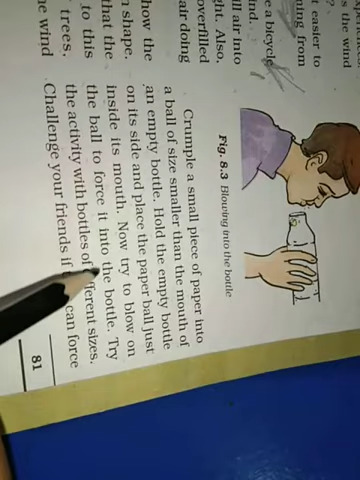 s the wind
?
t easier to
from
e a bicycle
ind.
ll air into
ght. Also,
overfilled
air doing
how the
shape.
that the
to this
trees.
he wind
Fig. 8.3 Blowing into the bottle
Crumple a small piece of paper into
a ball of size smaller than the mouth of
an empty bottle. Hold the empty bottle
on its side and place the paper ball just
inside its mouth. Now try to blow on
the ball to force it into the bottle. Try
the activity with bottles of fferent sizes.
Challenge your friends if can force
81